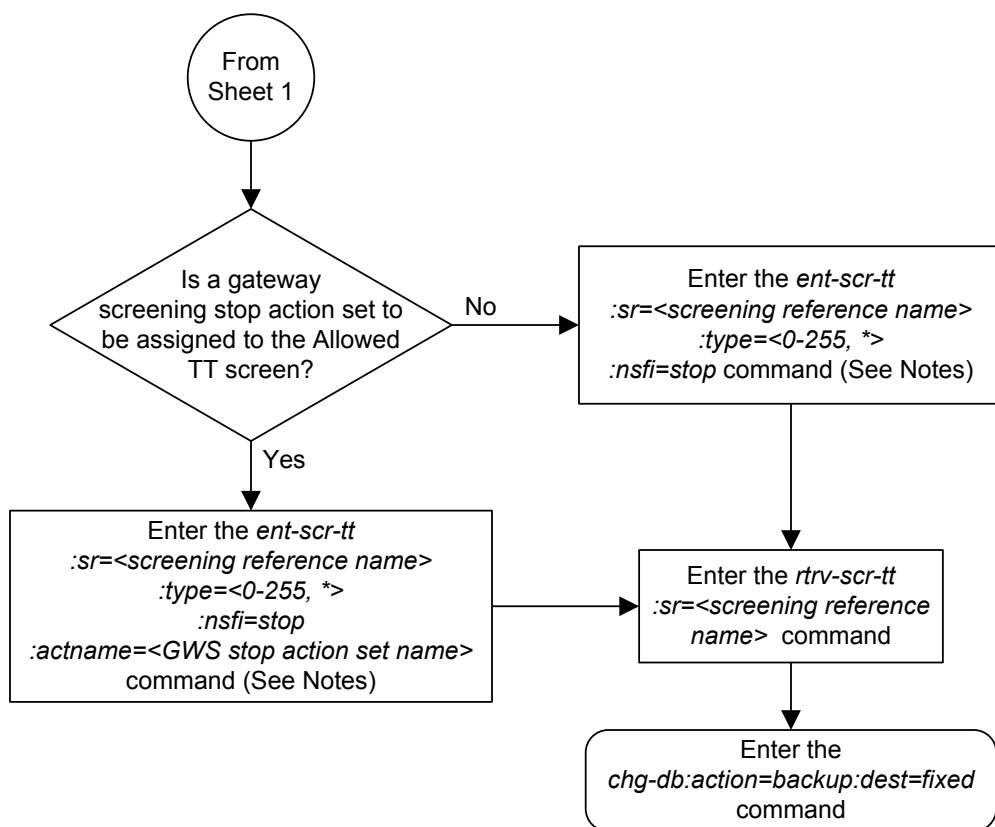 From
Sheet 1
Is a gateway
screening stop action set to
be assigned to the Allowed
TT screen?
No
Enter the ent-scr-tt
:sr=<screening reference name>
:type=<0-255, *>
:nsfi=stop command (See Notes)
Yes
Enter the ent-scr-tt
:sr=<screening reference name>
:type=<0-255, *>
:nsfi=stop
:actname=<GWS stop action set name>
command (See Notes)
Enter the rtrv-scr-tt
:sr=<screening reference
name> command
Enter the
chg-db:action=backup:dest=fixed
command